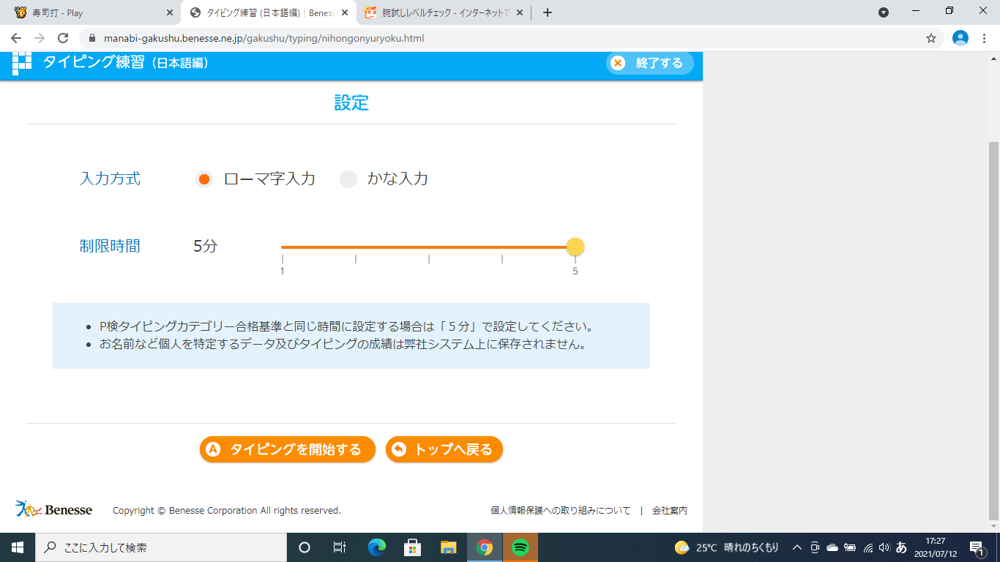 寿司打 - Play
タイピング練習 (日本語編) | Beness
腕試しレベルチェック - インターネットで
manabi-gakushu.benesse.ne.jp/gakushu/typing/nihongonyuryoku.html
タイピング練習（日本語編）
終了する
設定
入力方式 ローマ字入力 かな入力
制限時間 5分
1 5
• P検タイピングカテゴリー合格基準と同じ時間に設定する場合は「５分」で設定してください。
• お名前など個人を特定するデータ及びタイピングの成績は弊社システム上に保存されません。
A タイピングを開始する トップへ戻る
Benesse Copyright © Benesse Corporation All rights reserved. 個人情報保護への取り組みについて | 会社案内
ここに入力して検索
25°C 晴れのちくもり
あ
17:27
2021/07/12
1